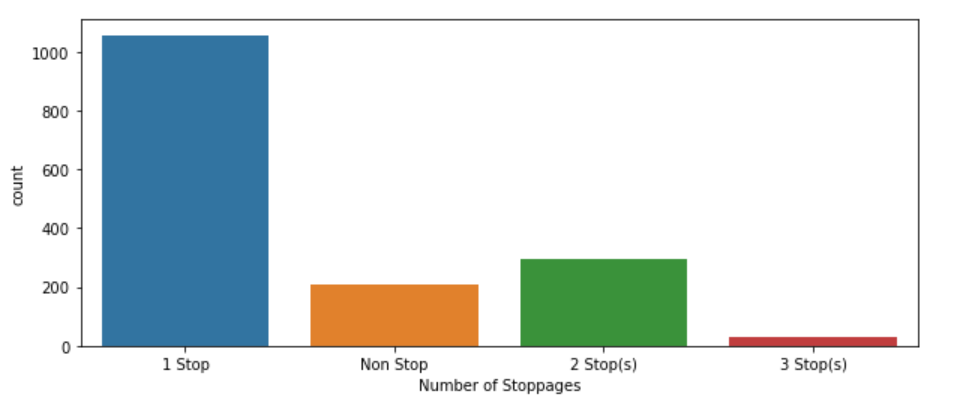 1000
800
600
400
200
0
count
1 Stop
Non Stop
2 Stop(s)
3 Stop(s)
Number of Stoppages